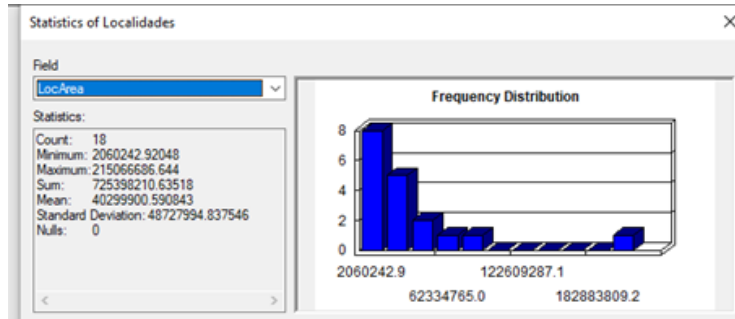 Statistics of Localidades
Field
LocArea
Statistics:
Count: 18
Minimum: 2060242.92048
Maximum: 215066686.644
Sum: 725398210.63518
Mean: 40299900.590843
Standard Deviation: 48727994.837546
Nulls: 0
Frequency Distribution
8
6
4
2
0
2060242.9 122609287.1
62334765.0 182883809.2